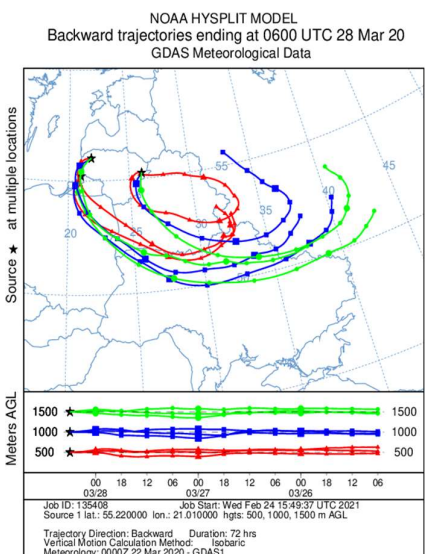 NOAA HYSPLIT MODEL
Backward trajectories ending at 0600 UTC 28 Mar 20
GDAS Meteorological Data
Source ★ at multiple locations
55
45
40
35
30
25
20
Meters AGL
1500 1500
1000 1000
500 500
00 18 12 06 00 18 12 06 00 18 12 06
03/28 03/27 03/26
Job ID: 135408 Job Start: Wed Feb 24 15:49:37 UTC 2021
Source 1 lat.: 55.220000 lon.: 21.010000 hgts: 500, 1000, 1500 m AGL
Trajectory Direction: Backward Duration: 72 hrs
Vertical Motion Calculation Method: Isobaric
Meteorology: 0000Z 22 Mar 2020 - GDAS1